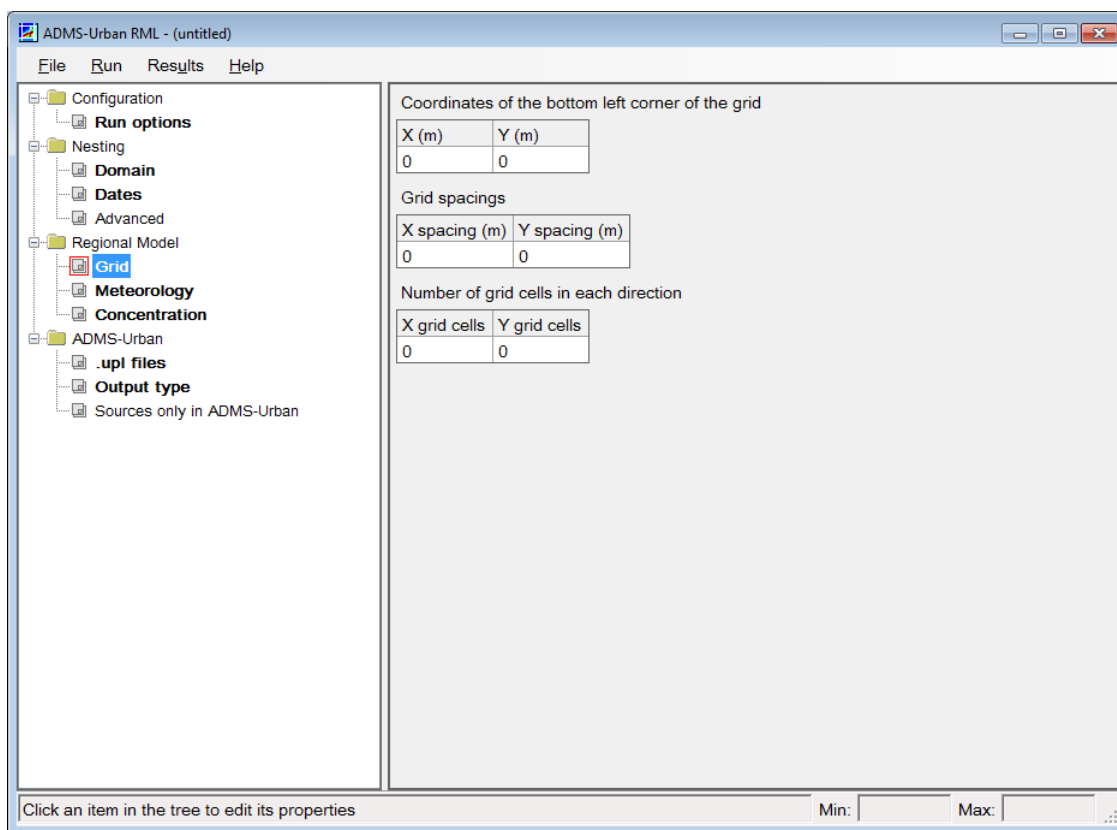 ADMS-Urban RML - (untitled)
File Run Results Help
Configuration
Run options
Nesting
Domain
Dates
Advanced
Regional Model
Grid
Meteorology
Concentration
ADMS-Urban
.upl files
Output type
Sources only in ADMS-Urban
Coordinates of the bottom left corner of the grid
X (m) Y (m)
0 0
Grid spacings
X spacing (m) Y spacing (m)
0 0
Number of grid cells in each direction
X grid cells Y grid cells
0 0
Click an item in the tree to edit its properties Min: Max: